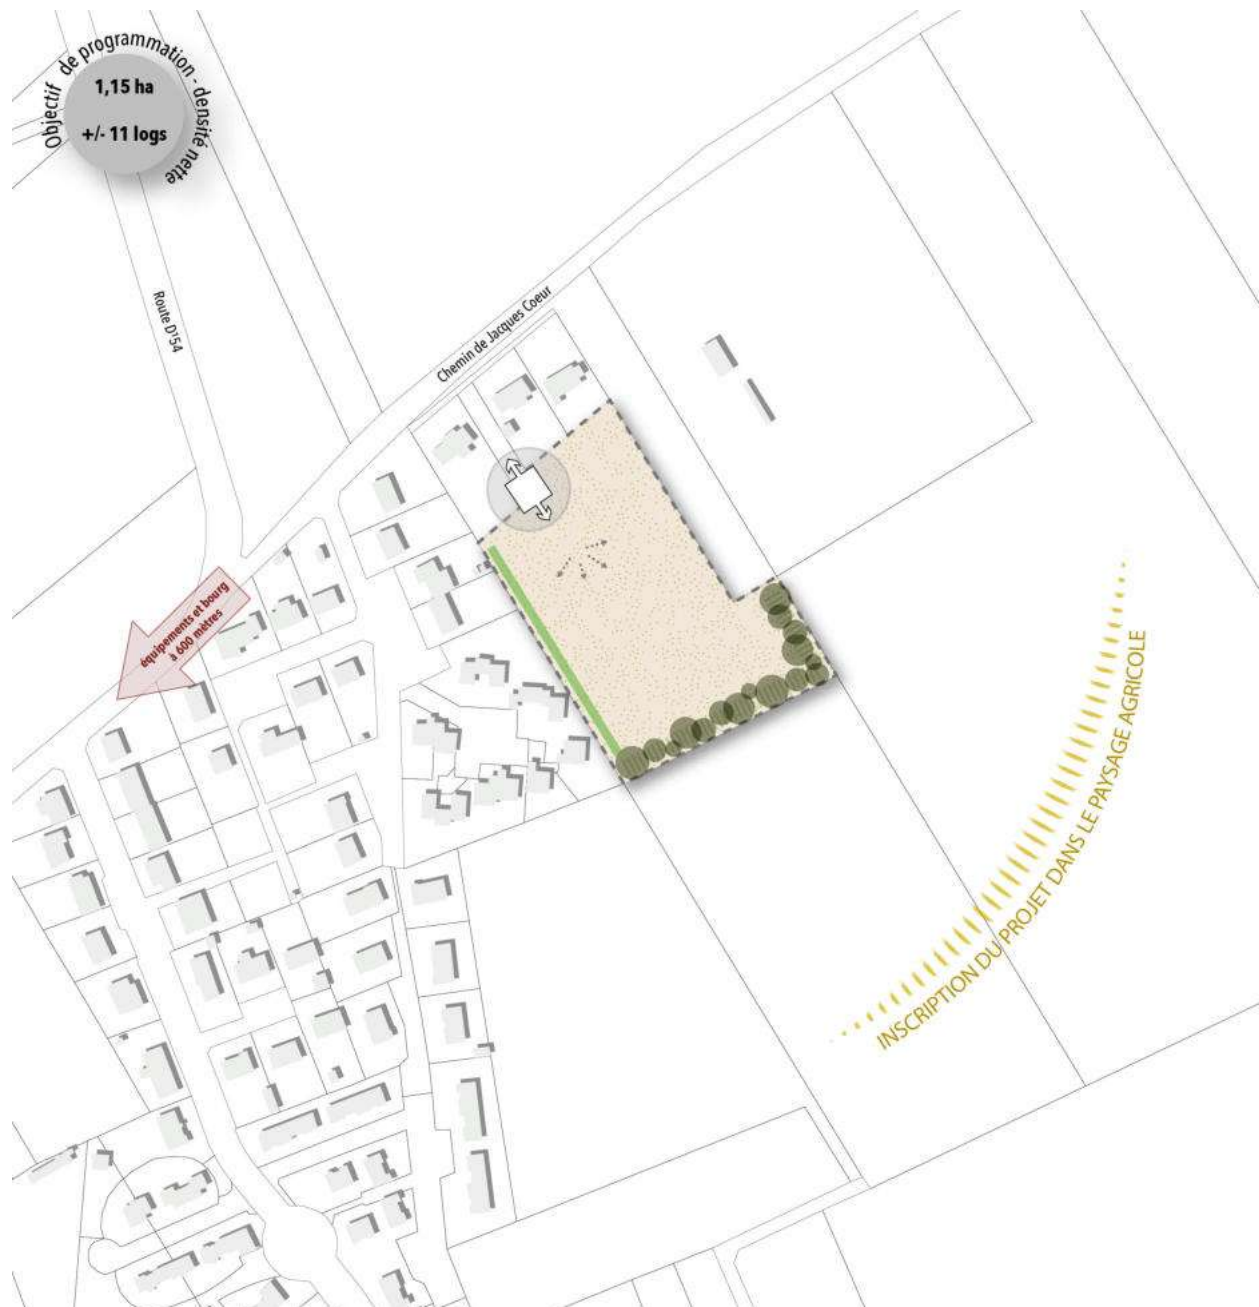 Objectif de programmation - densité nette
1,15 ha
+/- 11 logs
Route D154
Chemin de Jacques Coeur
équipements et bourg
à 600 mètres
INSCRIPTION DU PROJET DANS LE PAYSAGE AGRICOLE